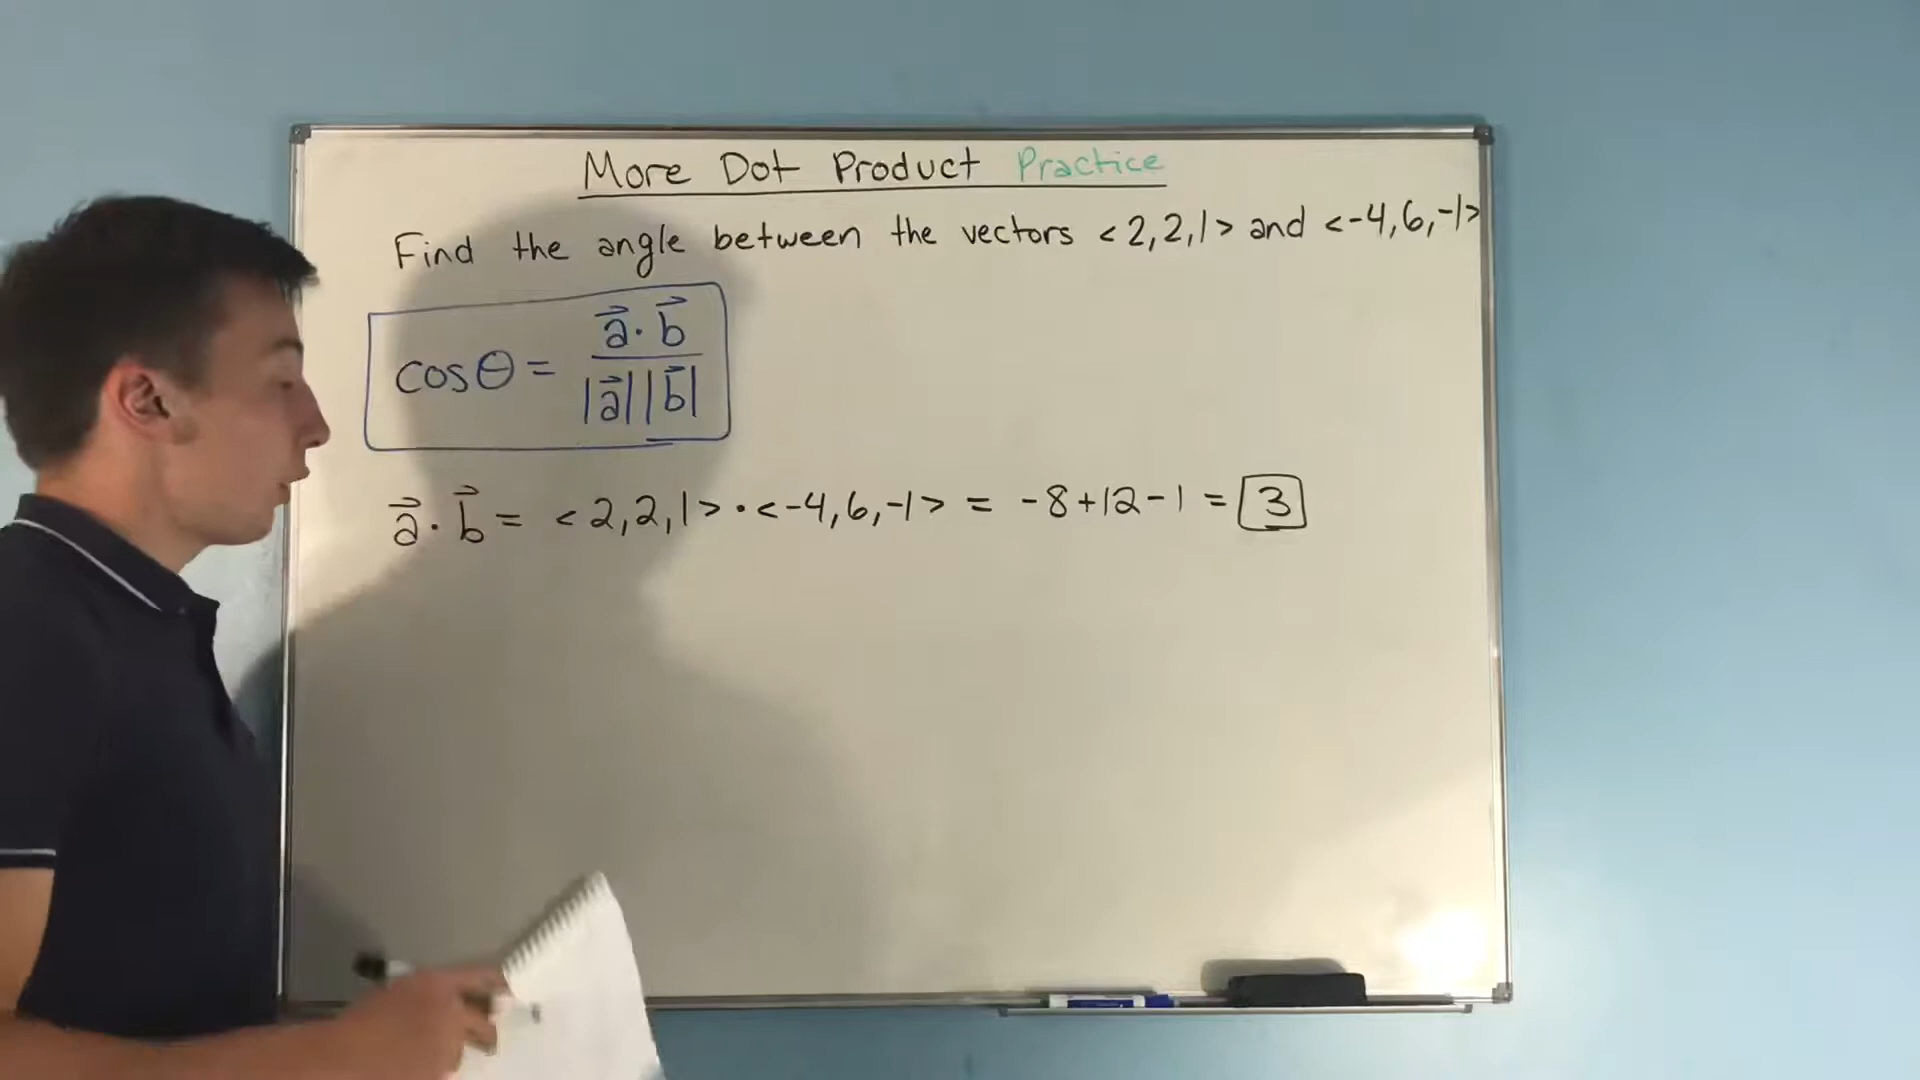 More Dot Product Practice
Find the angle between the vectors <2,2,1> and <-4,6,-1>
cosθ = a⃗·b⃗ / |a⃗||b⃗|
a⃗·b⃗ = <2,2,1>·<-4,6,-1> = -8+12-1 = 3